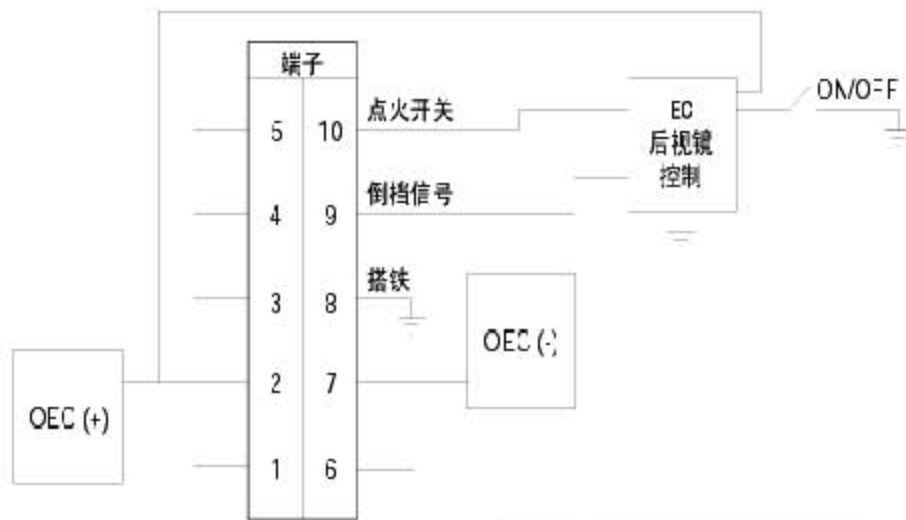 端子
5 10 点火开关
4 9 倒档信号
3 8 搭铁
2 7
1 6
OEC (+)
OEC (-)
EC
后视镜
控制
ON/OFF